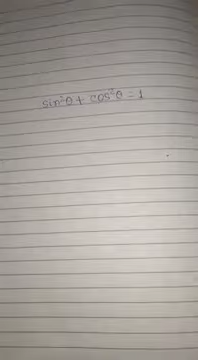 sin²θ + cos²θ = 1